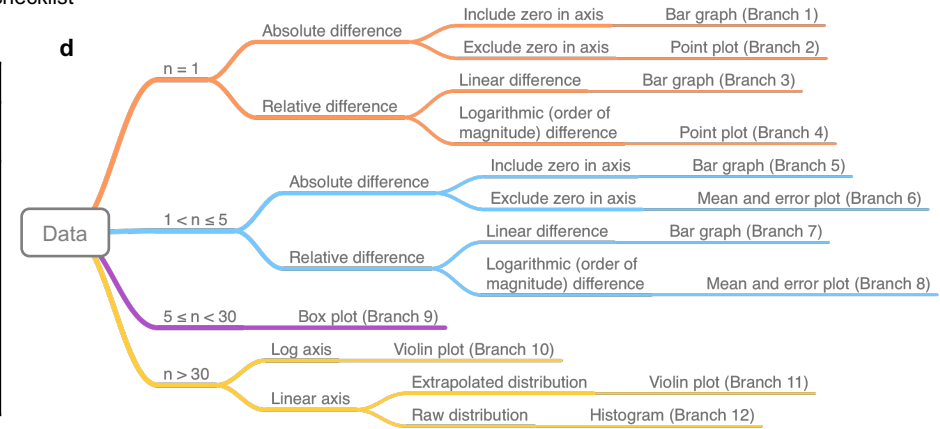 checklist
d
Include zero in axis
Bar graph (Branch 1)
Absolute difference
Exclude zero in axis
Point plot (Branch 2)
n = 1
Linear difference
Bar graph (Branch 3)
Relative difference
Logarithmic (order of
magnitude) difference
Point plot (Branch 4)
Include zero in axis
Bar graph (Branch 5)
Absolute difference
Exclude zero in axis
Mean and error plot (Branch 6)
1 < n ≤ 5
Data
Linear difference
Bar graph (Branch 7)
Relative difference
Logarithmic (order of
magnitude) difference
Mean and error plot (Branch 8)
5 ≤ n < 30
Box plot (Branch 9)
Log axis
Violin plot (Branch 10)
n > 30
Extrapolated distribution
Violin plot (Branch 11)
Linear axis
Raw distribution
Histogram (Branch 12)